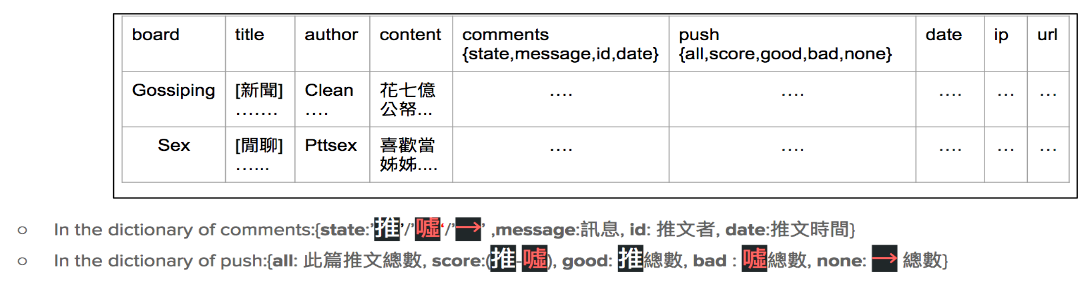 board title author content comments push date ip url
{state,message,id,date} {all,score,good,bad,none}
Gossiping [新聞] Clean 花七億 .... .... .... ... ...
....... .... 公帑...
Sex [閒聊] Pttsex 喜歡當 .... .... .... ... ...
...... 姊姊....
○ In the dictionary of comments:{state:'推'/'噓'/'→' ,message:訊息, id: 推文者, date:推文時間}
○ In the dictionary of push:{all: 此篇推文總數, score:(推-噓), good: 推總數, bad : 噓總數, none: → 總數}